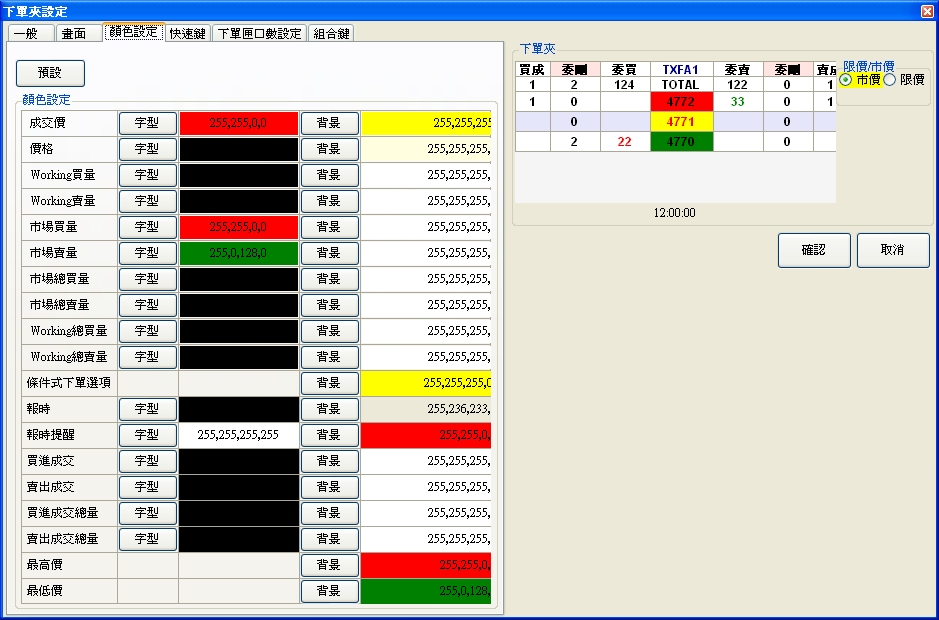 下單夾設定
一般 畫面 顏色設定 快速鍵 下單匣口數設定 組合鍵
預設
顏色設定
成交價 字型 255,255,0,0 背景 255,255,255
價格 字型 背景 255,255,255,
Working買量 字型 背景 255,255,255,
Working賣量 字型 背景 255,255,255,
市場買量 字型 255,255,0,0 背景 255,255,255,
市場賣量 字型 255,0,128,0 背景 255,255,255,
市場總買量 字型 背景 255,255,255,
市場總賣量 字型 背景 255,255,255,
Working總買量 字型 背景 255,255,255,
Working總賣量 字型 背景 255,255,255,
條件式下單選項 背景 255,255,255,0
報時 字型 背景 255,236,233,
報時提醒 字型 255,255,255,255 背景 255,255,0,
買進成交 字型 背景 255,255,255,
賣出成交 字型 背景 255,255,255,
買進成交總量 字型 背景 255,255,255,
賣出成交總量 字型 背景 255,255,255,
最高價 背景 255,255,0,
最低價 背景 255,0,128,
下單夾
買成 委刪 委買 TXFA1 委賣 委刪 賣成
1 2 124 TOTAL 122 0 1
1 0 4772 33 0 1
0 4771 0
2 22 4770 0
12:00:00
限價/市價
市價 限價
確認 取消